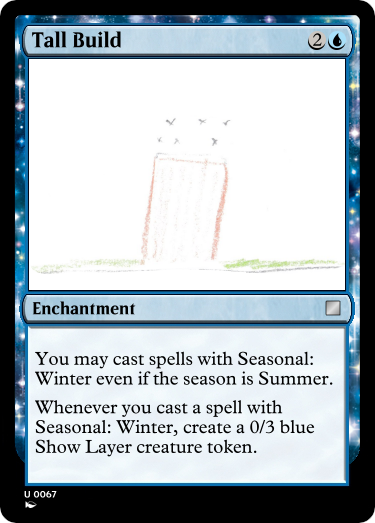 Tall Build 2
Enchantment
You may cast spells with Seasonal:
Winter even if the season is Summer.
Whenever you cast a spell with
Seasonal: Winter, create a 0/3 blue
Show Layer creature token.
U 0067